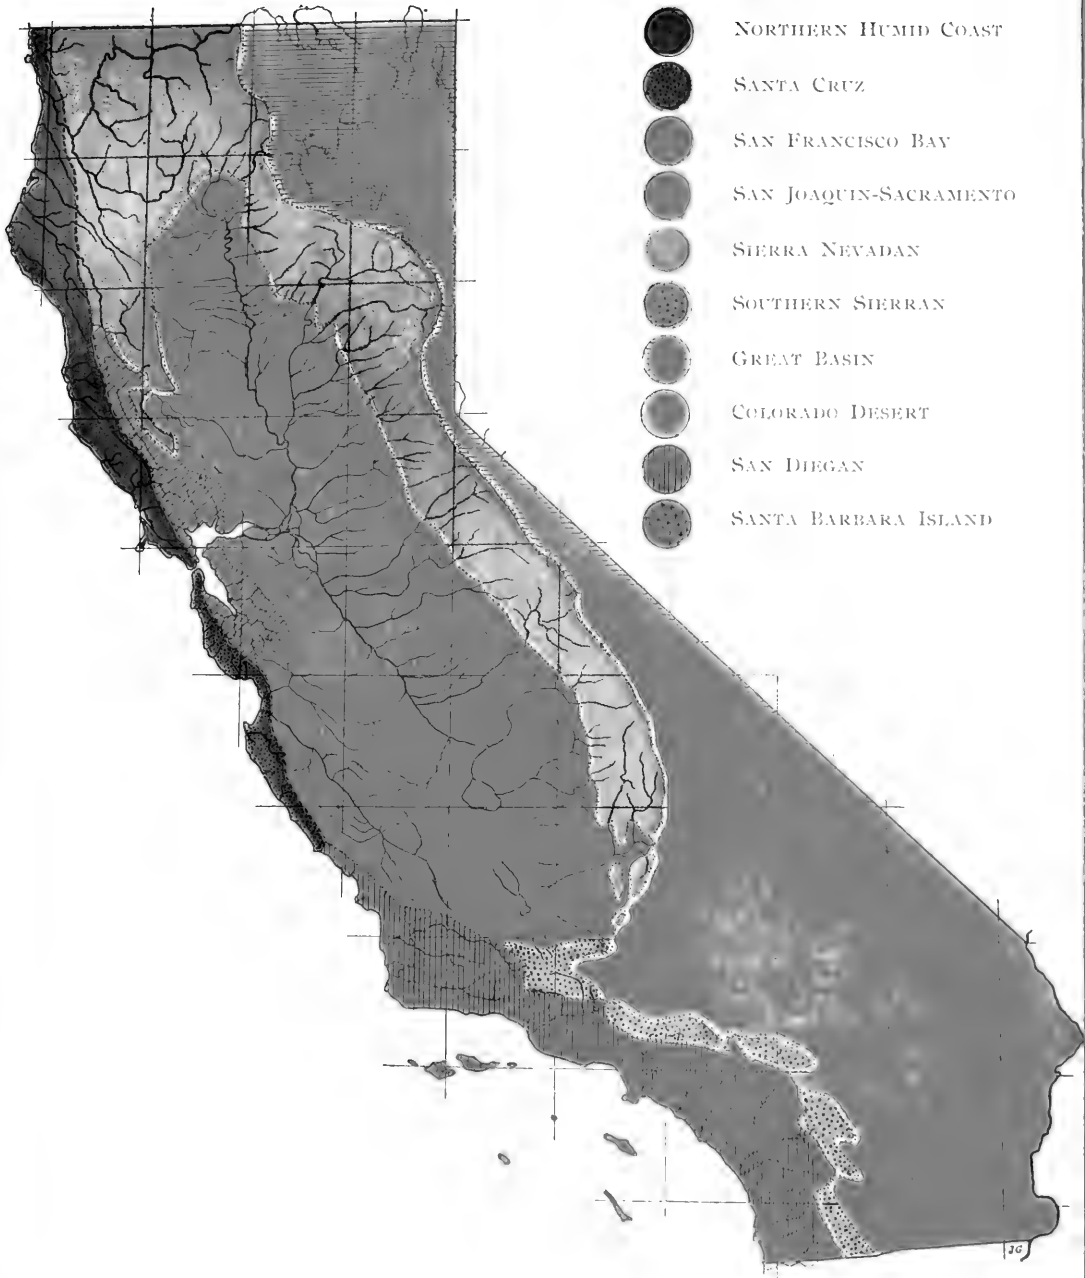 NORTHERN HUMID COAST
SANTA CRUZ
SAN FRANCISCO BAY
SAN JOAQUIN-SACRAMENTO
SIERRA NEVADAN
SOUTHERN SIERRAN
GREAT BASIN
COLORADO DESERT
SAN DIEGAN
SANTA BARBARA ISLAND
JG